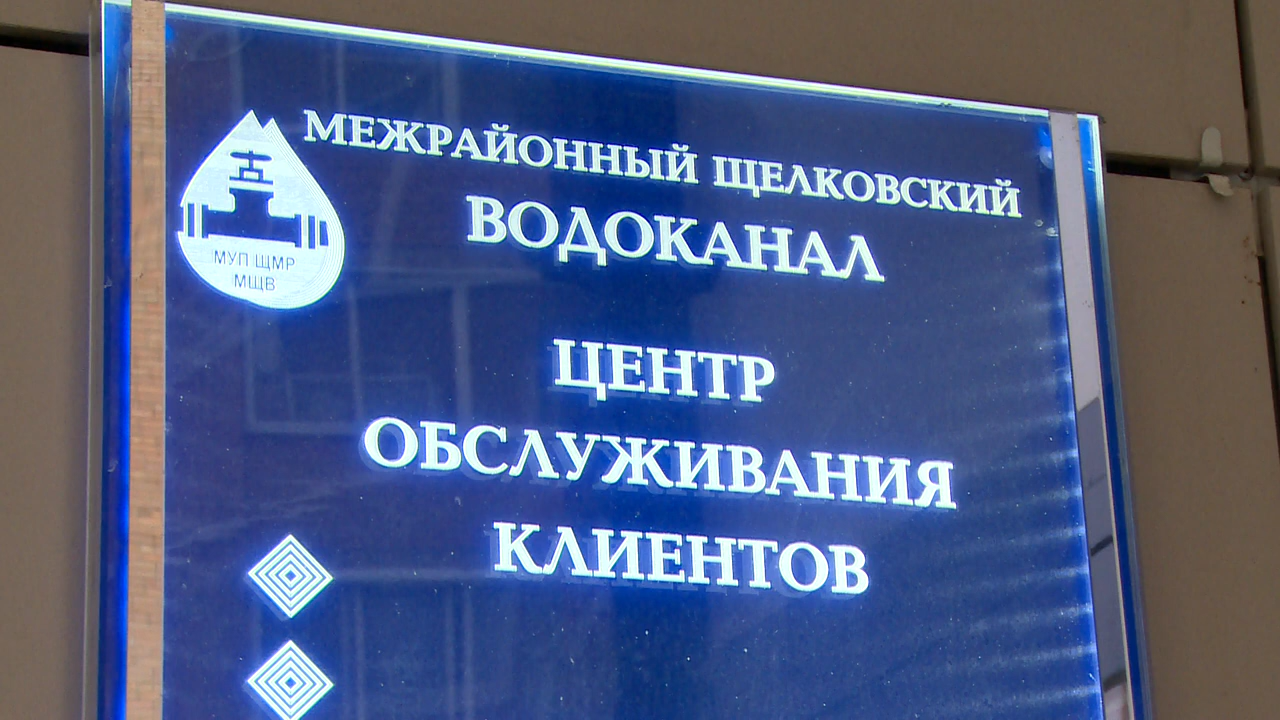 МЕЖРАЙОННЫЙ ЩЕЛКОВСКИЙ
ВОДОКАНАЛ
МУП ЩМР
МЩВ
ЦЕНТР
ОБСЛУЖИВАНИЯ
КЛИЕНТОВ